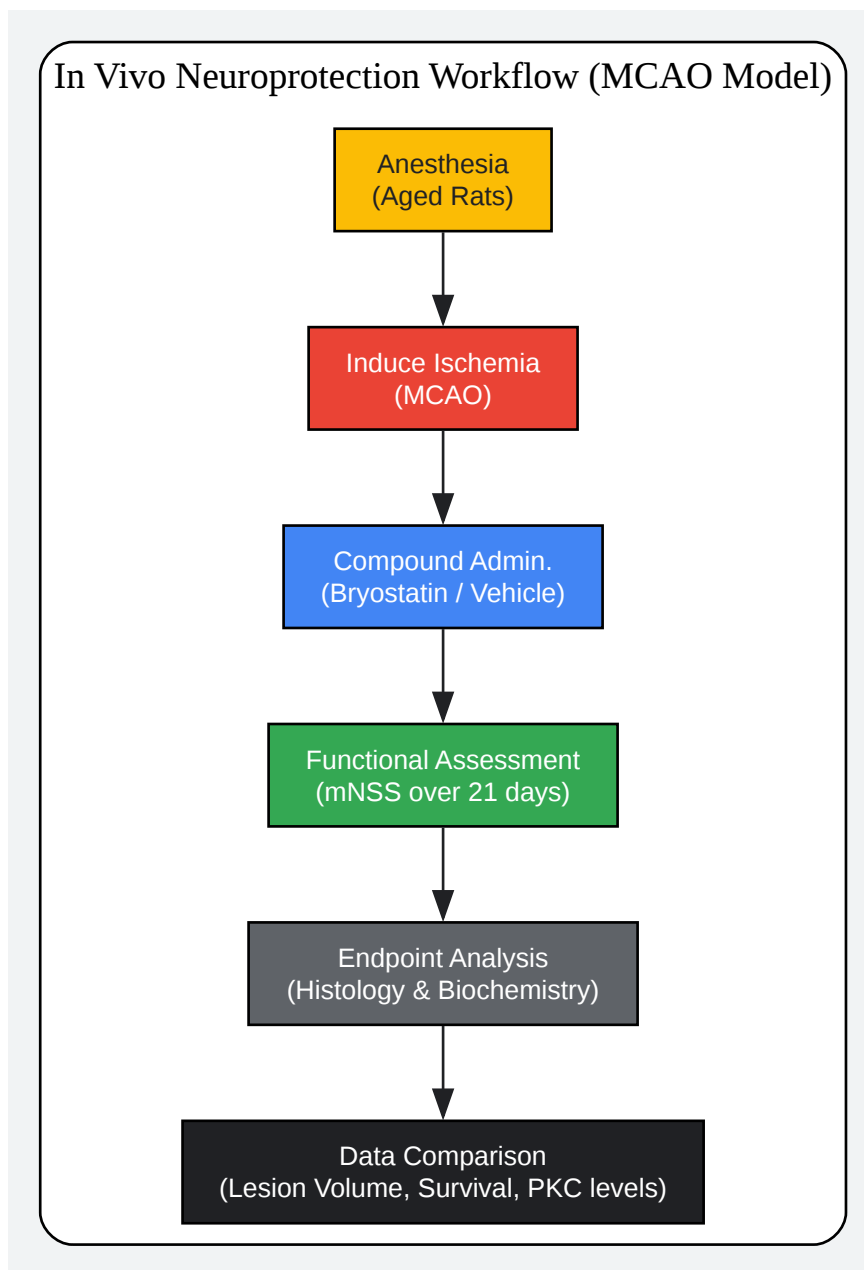 In Vivo Neuroprotection Workflow (MCAO Model)
Anesthesia
(Aged Rats)
Induce Ischemia
(MCAO)
Compound Admin.
(Bryostatin / Vehicle)
Functional Assessment
(mNSS over 21 days)
Endpoint Analysis
(Histology & Biochemistry)
Data Comparison
(Lesion Volume, Survival, PKC levels)